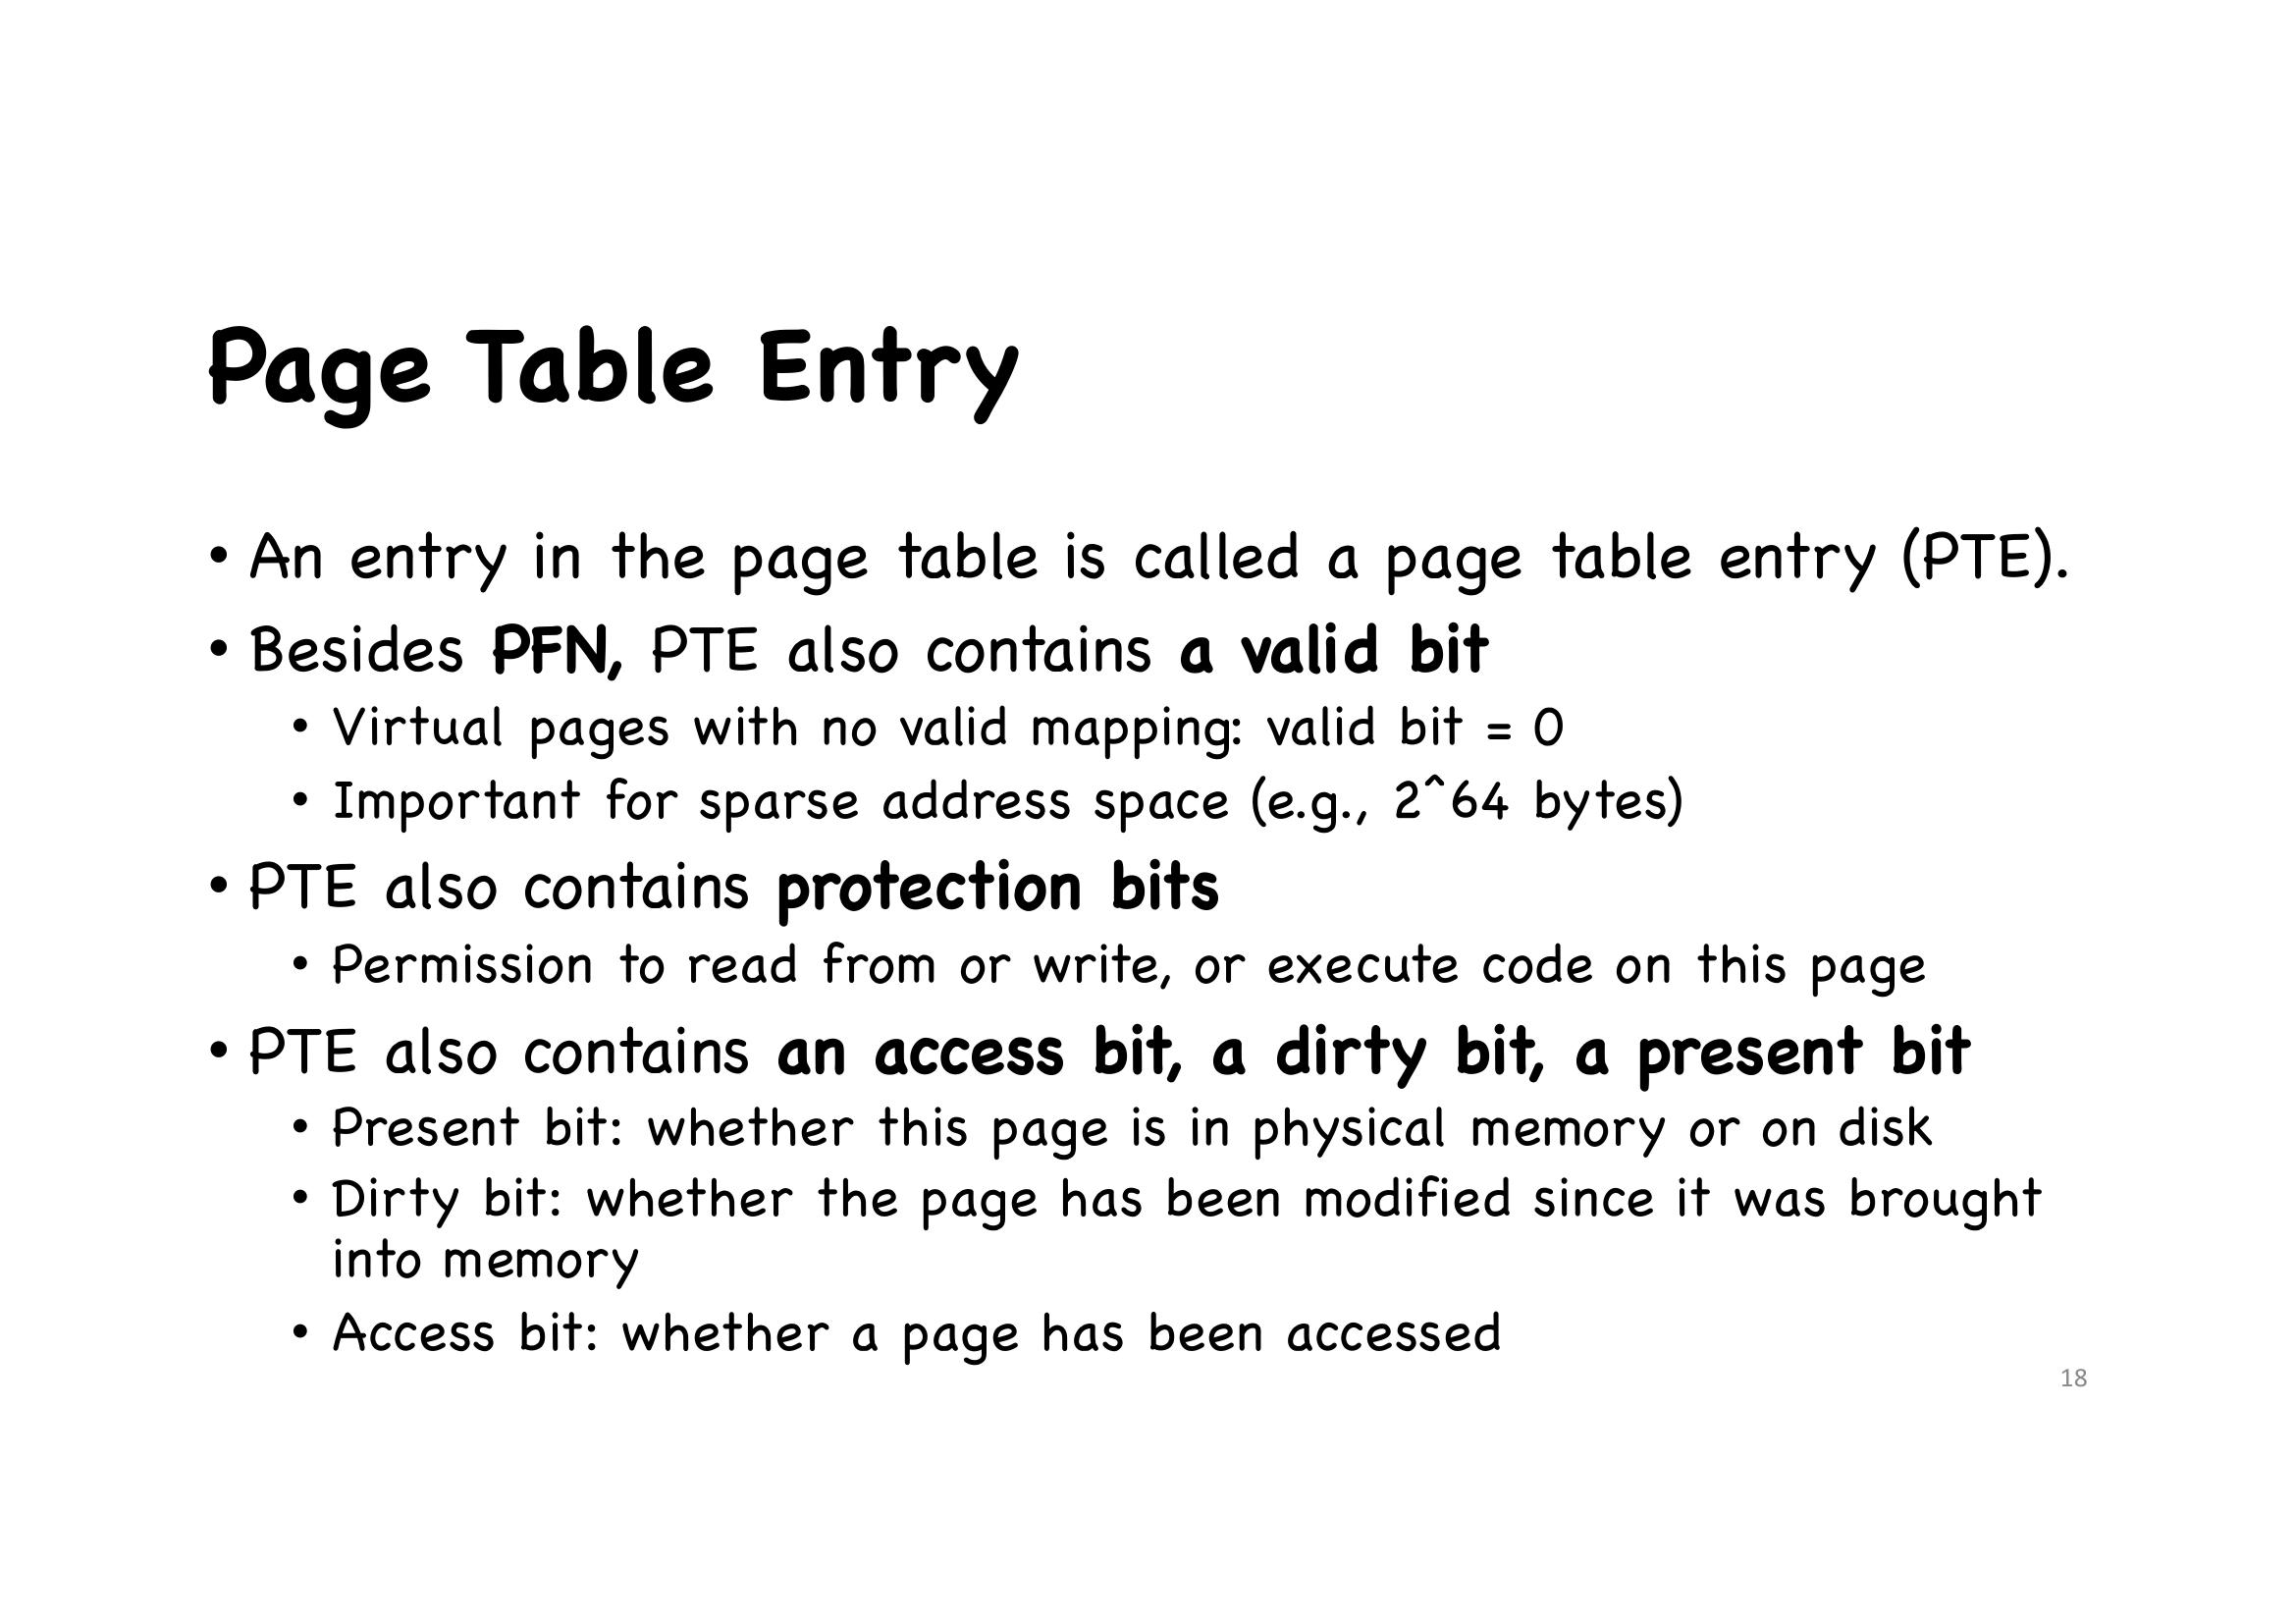 Page Table Entry
• An entry in the page table is called a page table entry (PTE).
• Besides PFN, PTE also contains a valid bit
• Virtual pages with no valid mapping: valid bit = 0
• Important for sparse address space (e.g., 2^64 bytes)
• PTE also contains protection bits
• Permission to read from or write, or execute code on this page
• PTE also contains an access bit, a dirty bit, a present bit
• Present bit: whether this page is in physical memory or on disk
• Dirty bit: whether the page has been modified since it was brought
into memory
• Access bit: whether a page has been accessed
18